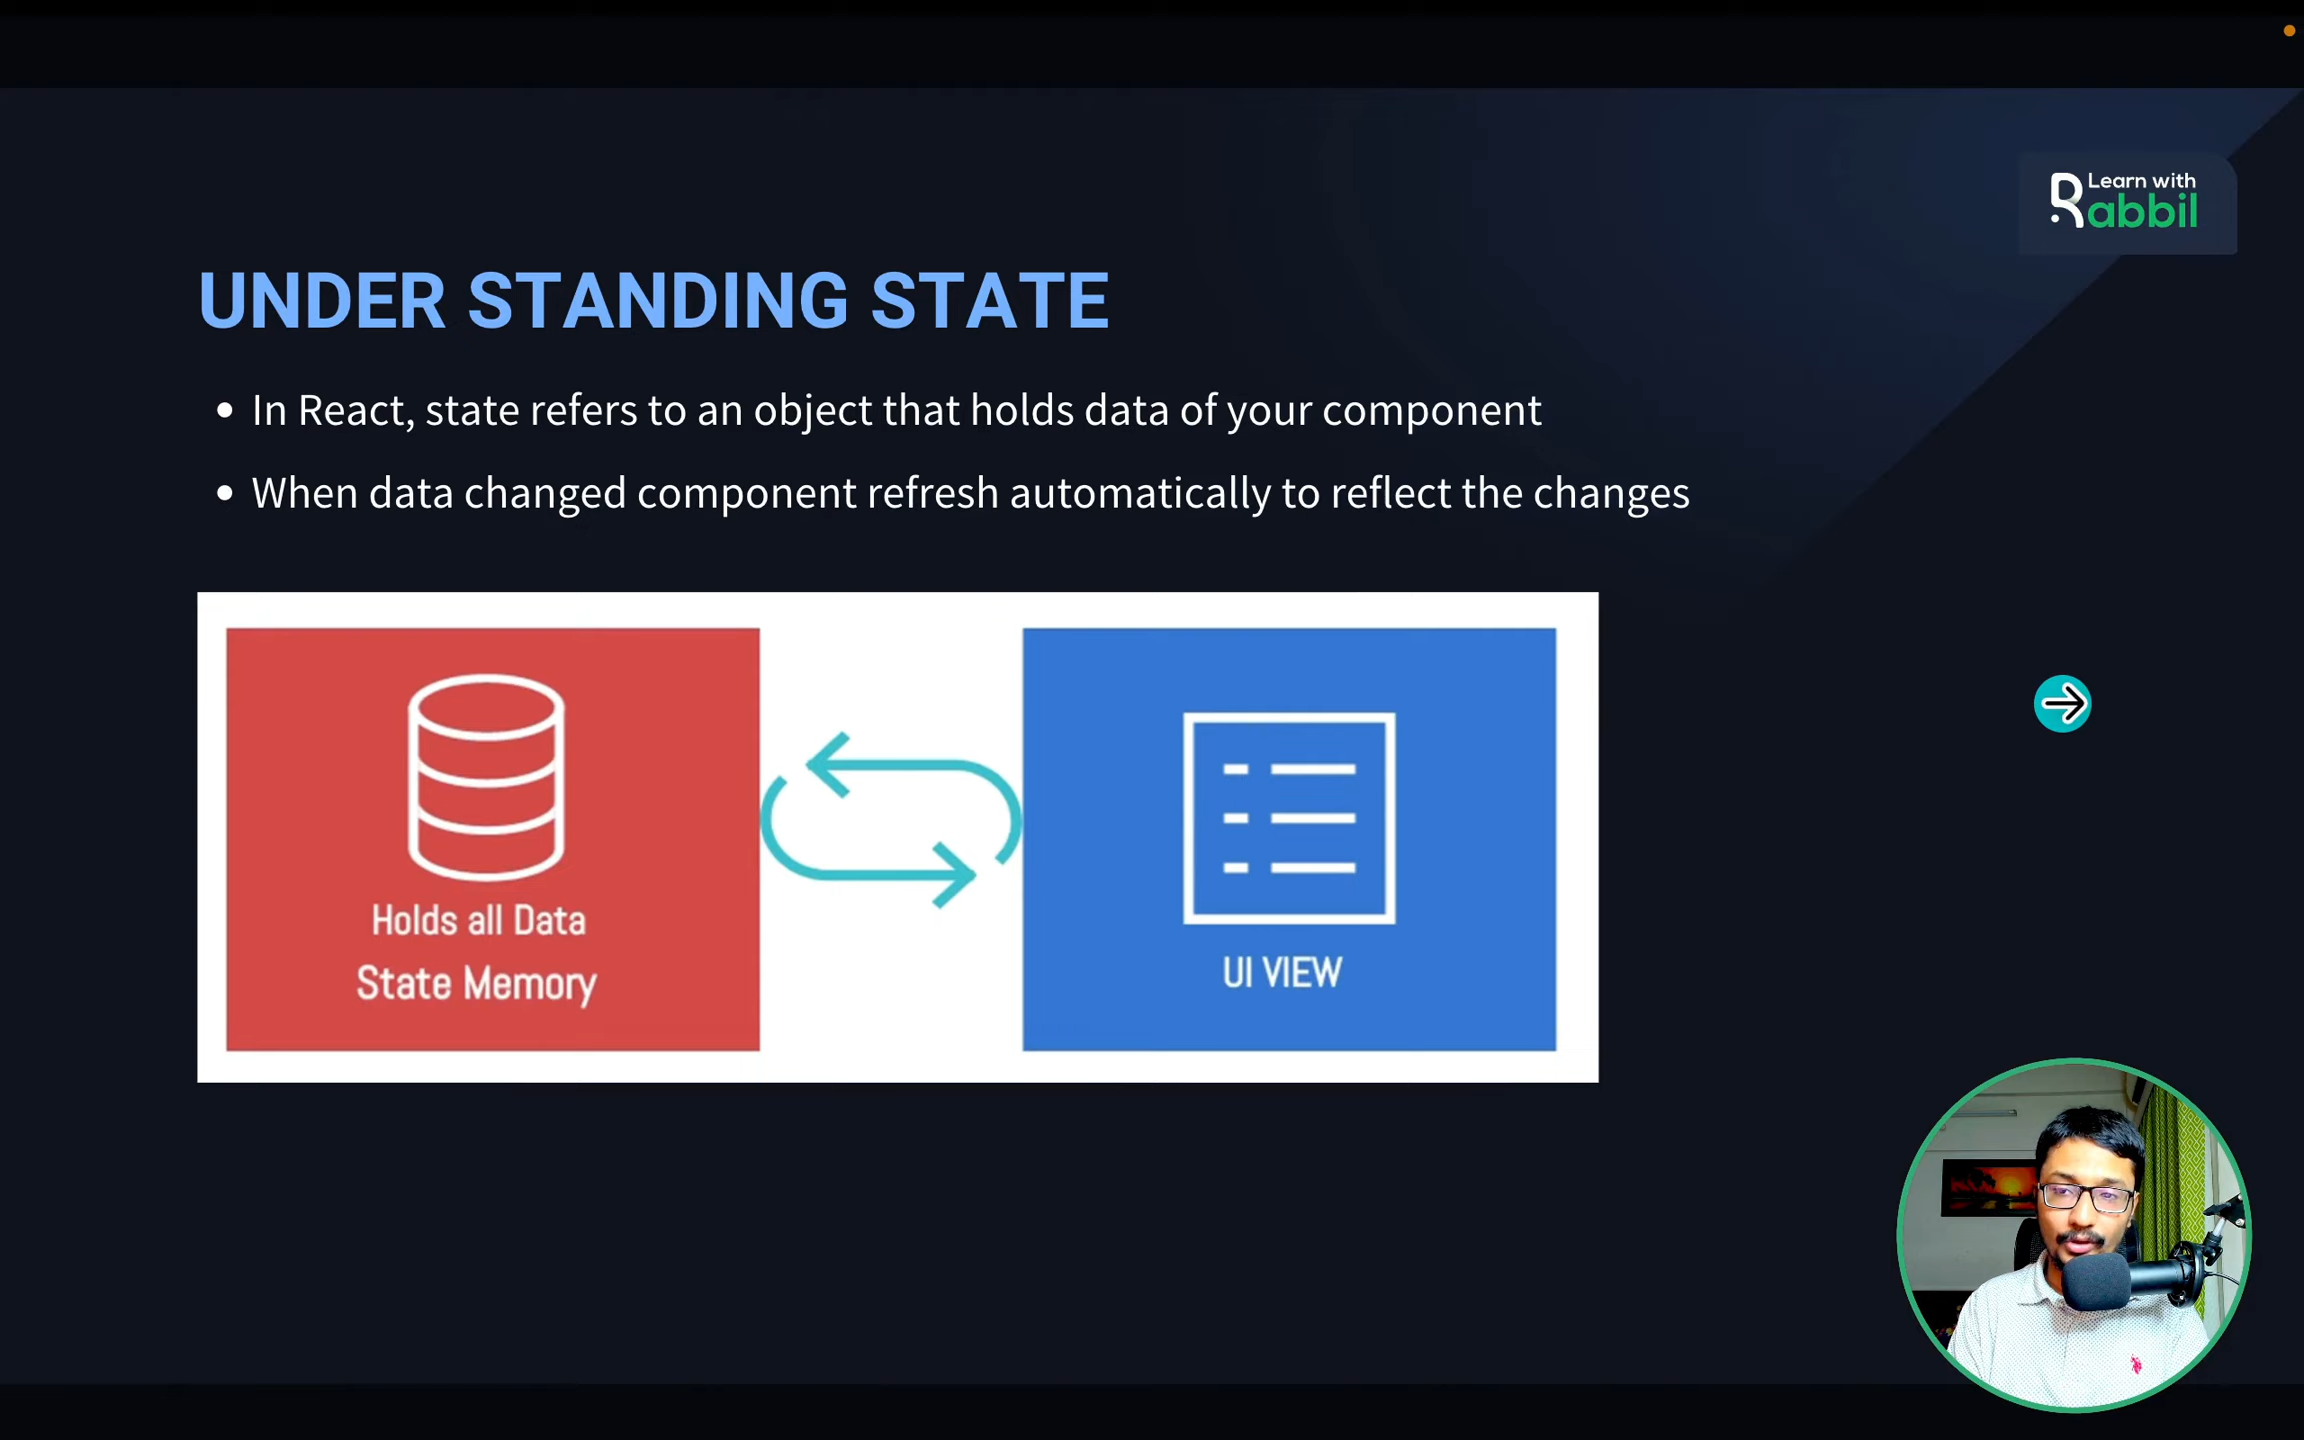 Learn with
Rabbil
UNDER STANDING STATE
• In React, state refers to an object that holds data of your component
• When data changed component refresh automatically to reflect the changes
Holds all Data
State Memory
UI VIEW